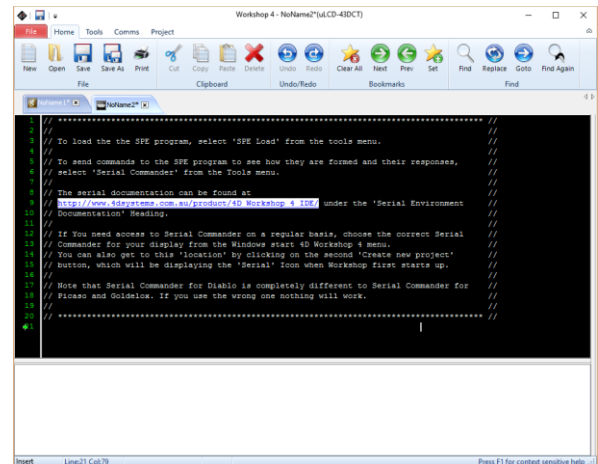 Workshop 4 - NoName2*(uLCD-43DCT)
File Home Tools Comms Project
New Open Save Save As Print Cut Copy Paste Delete Undo Redo Clear All Next Prev Set Find Replace Goto Find Again
File Clipboard Undo/Redo Bookmarks Find
NoName1* NoName2*
1 // ************************************************************************************* //
2 // //
3 // To load the the SPE program, select 'SPE Load' from the tools menu. //
4 // //
5 // To send commands to the SPE program to see how they are formed and their responses, //
6 // select 'Serial Commander' from the Tools menu. //
7 // //
8 // The serial documentation can be found at //
9 // http://www.4dsystems.com.au/product/4D_Workshop_4_IDE/ under the 'Serial Environment //
10 // Documentation' Heading. //
11 // //
12 // If You need access to Serial Commander on a regular basis, choose the correct Serial //
13 // Commander for your display from the Windows start 4D Workshop 4 menu. //
14 // You can also get to this 'location' by clicking on the second 'Create new project' //
15 // button, which will be displaying the 'Serial' Icon when Workshop first starts up. //
16 // //
17 // Note that Serial Commander for Diablo is completely different to Serial Commander for //
18 // Picaso and Goldelox. If you use the wrong one nothing will work. //
19 // //
20 // ************************************************************************************* //
21
Insert Line:21 Col:79 Press F1 for context sensitive help